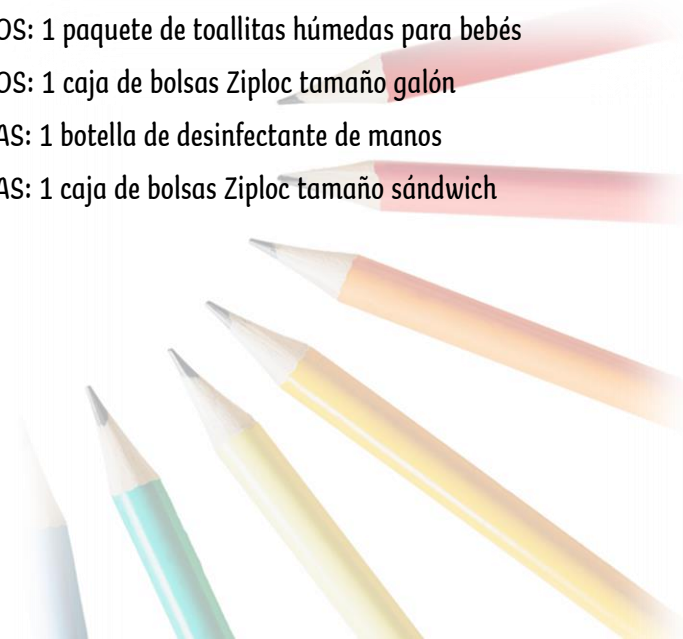 OS: 1 paquete de toallitas húmedas para bebés
OS: 1 caja de bolsas Ziploc tamaño galón
AS: 1 botella de desinfectante de manos
AS: 1 caja de bolsas Ziploc tamaño sándwich